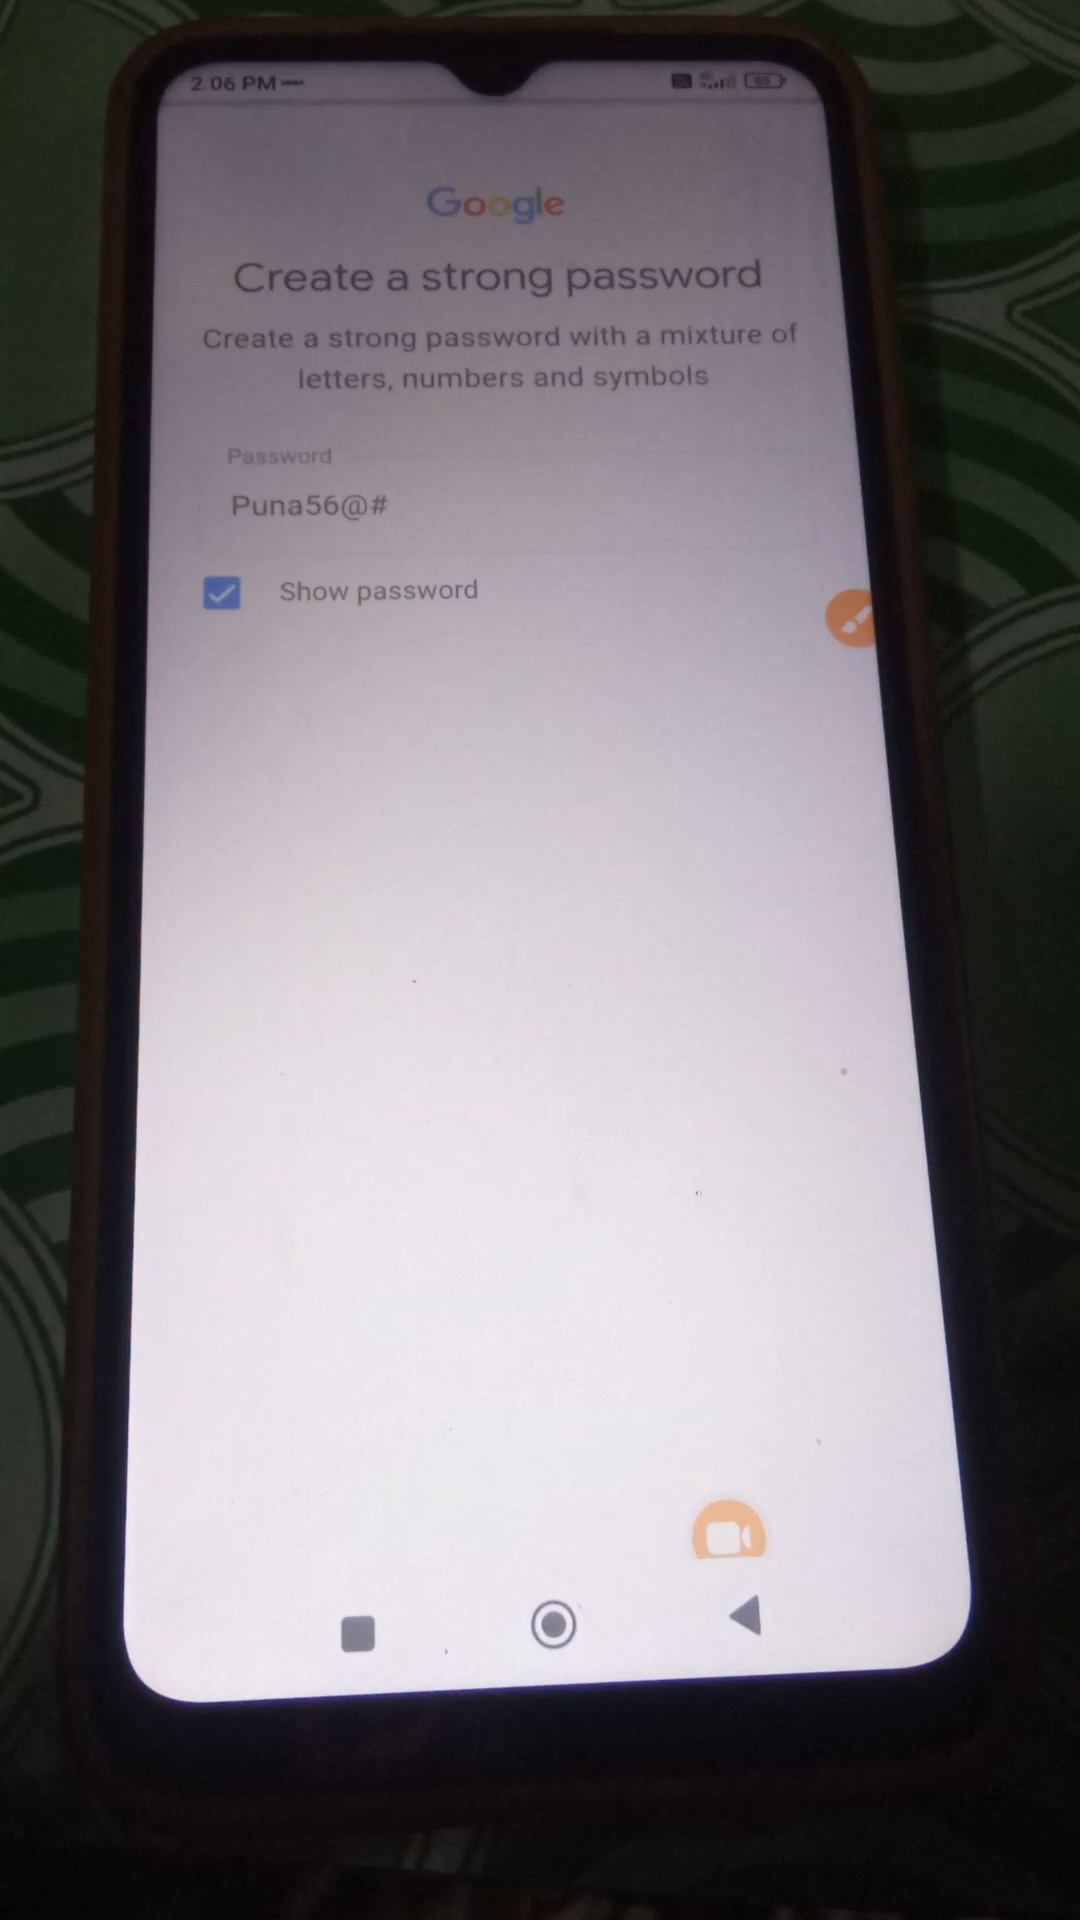 2:06 PM
Google
Create a strong password
Create a strong password with a mixture of
letters, numbers and symbols
Password
Puna56@#
Show password